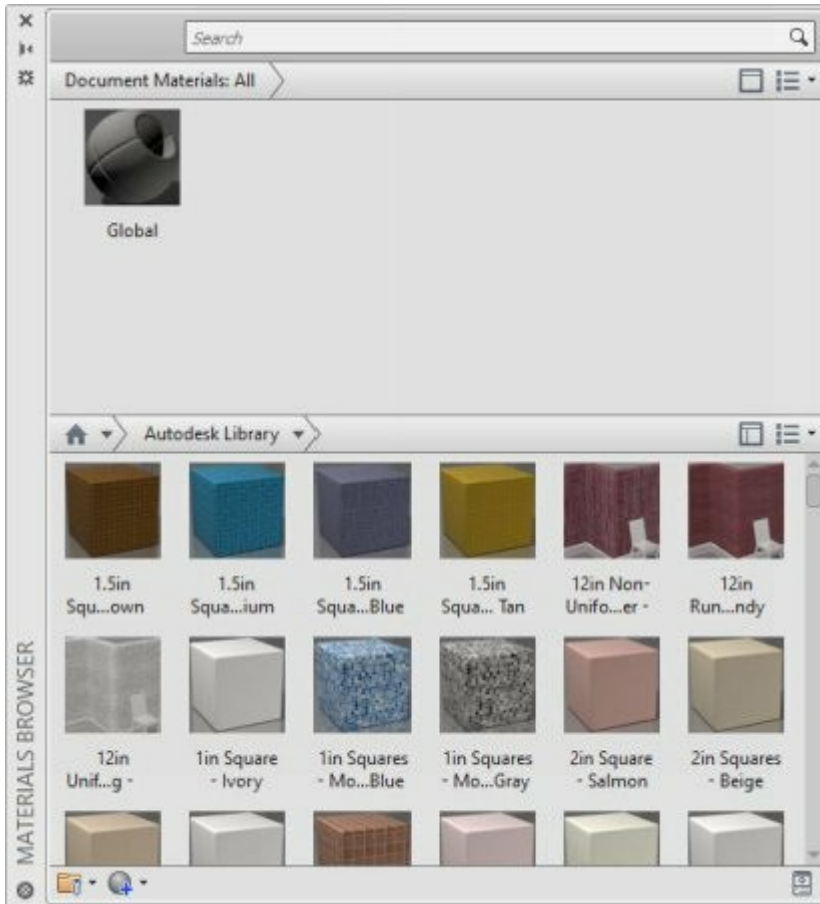 Search
Document Materials: All
Global
Autodesk Library
1.5in
Squ...own
1.5in
Squa...ium
1.5in
Squa...Blue
1.5in
Squa... Tan
12in Non-
Unifo...er -
12in
Run...ndy
12in
Unif...g -
1in Square
- Ivory
1in Squares
- Mo...Blue
1in Squares
- Mo...Gray
2in Square
- Salmon
2in Squares
- Beige
MATERIALS BROWSER